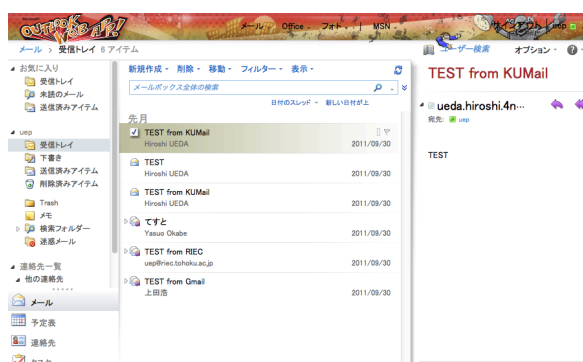 OUTLOOK WEB APP!
メール Office フォト MSN サインアウト uep
メール > 受信トレイ 6 アイテム
ユーザー検索 オプション
お気に入り
受信トレイ
未読のメール
送信済みアイテム
uep
受信トレイ
下書き
送信済みアイテム
削除済みアイテム
Trash
メモ
検索フォルダー
迷惑メール
連絡先一覧
他の連絡先
メール
予定表
連絡先
新規作成 削除 移動 フィルター 表示
メールボックス全体の検索
日付のスレッド 新しい日付が上
先月
TEST from KUMail
Hiroshi UEDA 2011/09/30
TEST
Hiroshi UEDA 2011/09/30
TEST from KUMail
Hiroshi UEDA 2011/09/30
てすと
Yasuo Okabe 2011/09/30
TEST from RIEC
uep@riec.tohoku.ac.jp 2011/09/30
TEST from Gmail
上田浩 2011/09/30
TEST from KUMail
ueda.hiroshi.4n…
宛先: uep
TEST